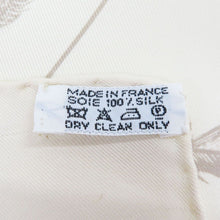 MADE IN FRANCE
SOIE 100% SILK
DRY CLEAN ONLY